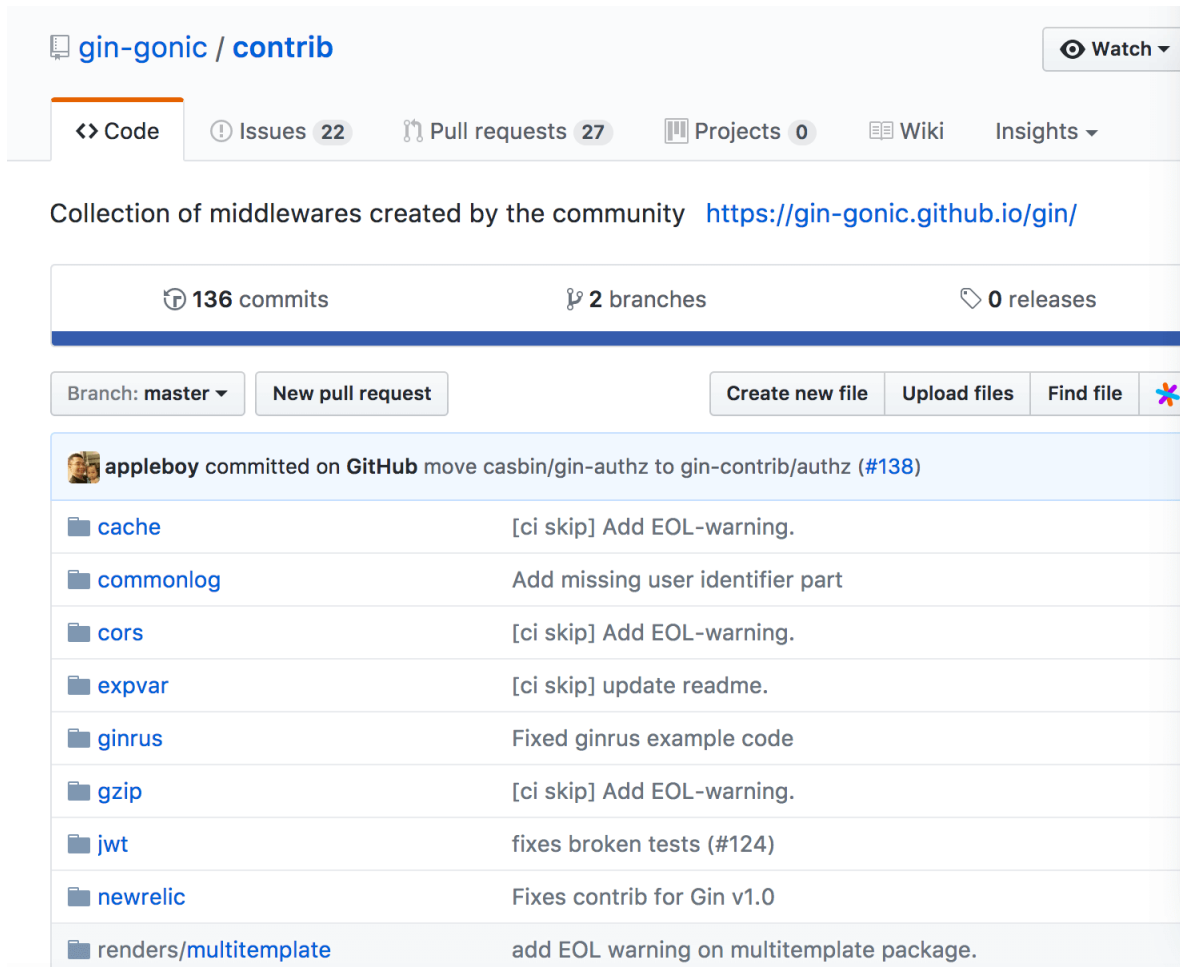 gin-gonic / contrib
Watch
Code Issues 22 Pull requests 27 Projects 0 Wiki Insights
Collection of middlewares created by the community https://gin-gonic.github.io/gin/
136 commits 2 branches 0 releases
Branch: master New pull request Create new file Upload files Find file
appleboy committed on GitHub move casbin/gin-authz to gin-contrib/authz (#138)
cache [ci skip] Add EOL-warning.
commonlog Add missing user identifier part
cors [ci skip] Add EOL-warning.
expvar [ci skip] update readme.
ginrus Fixed ginrus example code
gzip [ci skip] Add EOL-warning.
jwt fixes broken tests (#124)
newrelic Fixes contrib for Gin v1.0
renders/multitemplate add EOL warning on multitemplate package.